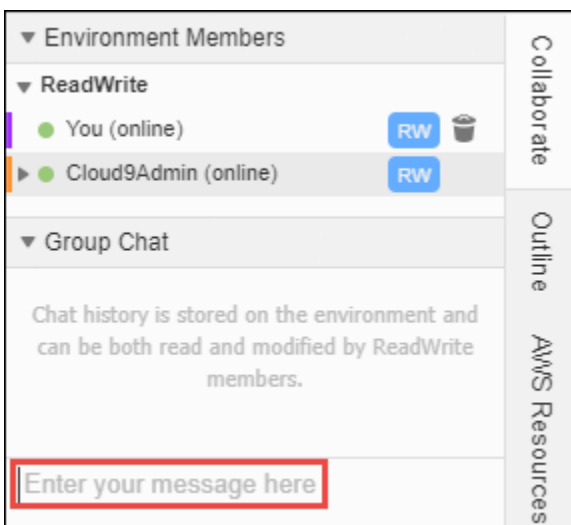 Environment Members
ReadWrite
You (online) RW
Cloud9Admin (online) RW
Group Chat
Chat history is stored on the environment and
can be both read and modified by ReadWrite
members.
Enter your message here
Collaborate
Outline
AWS Resources